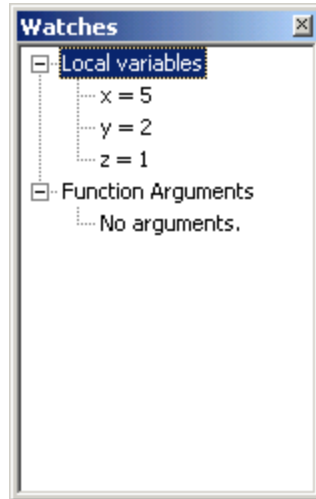 Watches
Local variables
x = 5
y = 2
z = 1
Function Arguments
No arguments.